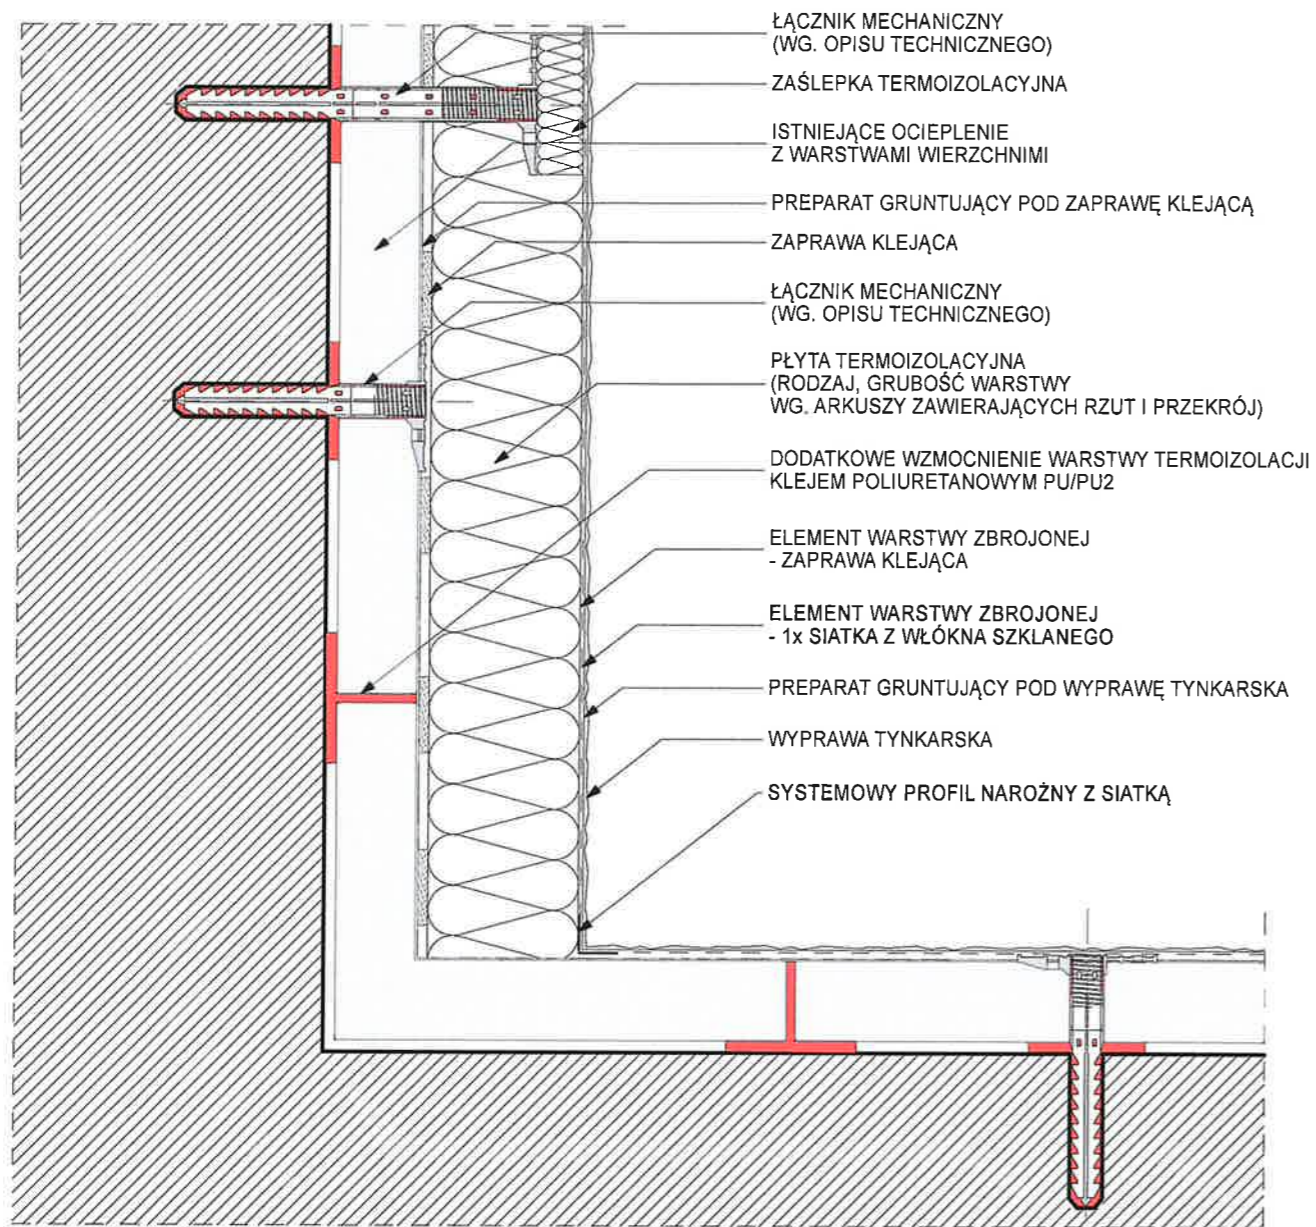 ŁĄCZNIK MECHANICZNY
(WG. OPISU TECHNICZNEGO)
ZAŚLEPKA TERMOIZOLACYJNA
ISTNIEJĄCE OCIEPLENIE
Z WARSTWAMI WIERZCHNIMI
PREPARAT GRUNTUJĄCY POD ZAPRAWĘ KLEJĄCĄ
ZAPRAWA KLEJĄCA
ŁĄCZNIK MECHANICZNY
(WG. OPISU TECHNICZNEGO)
PŁYTA TERMOIZOLACYJNA
(RODZAJ, GRUBOŚĆ WARSTWY
WG. ARKUSZY ZAWIERAJĄCYCH RZUT I PRZEKRÓJ)
DODATKOWE WZMOCNIENIE WARSTWY TERMOIZOLACJI
KLEJEM POLIURETANOWYM PU/PU2
ELEMENT WARSTWY ZBROJONEJ
- ZAPRAWA KLEJĄCA
ELEMENT WARSTWY ZBROJONEJ
- 1x SIATKA Z WŁÓKNA SZKLANEGO
PREPARAT GRUNTUJĄCY POD WYPRAWĘ TYNKARSKA
WYPRAWA TYNKARSKA
SYSTEMOWY PROFIL NAROŻNY Z SIATKĄ